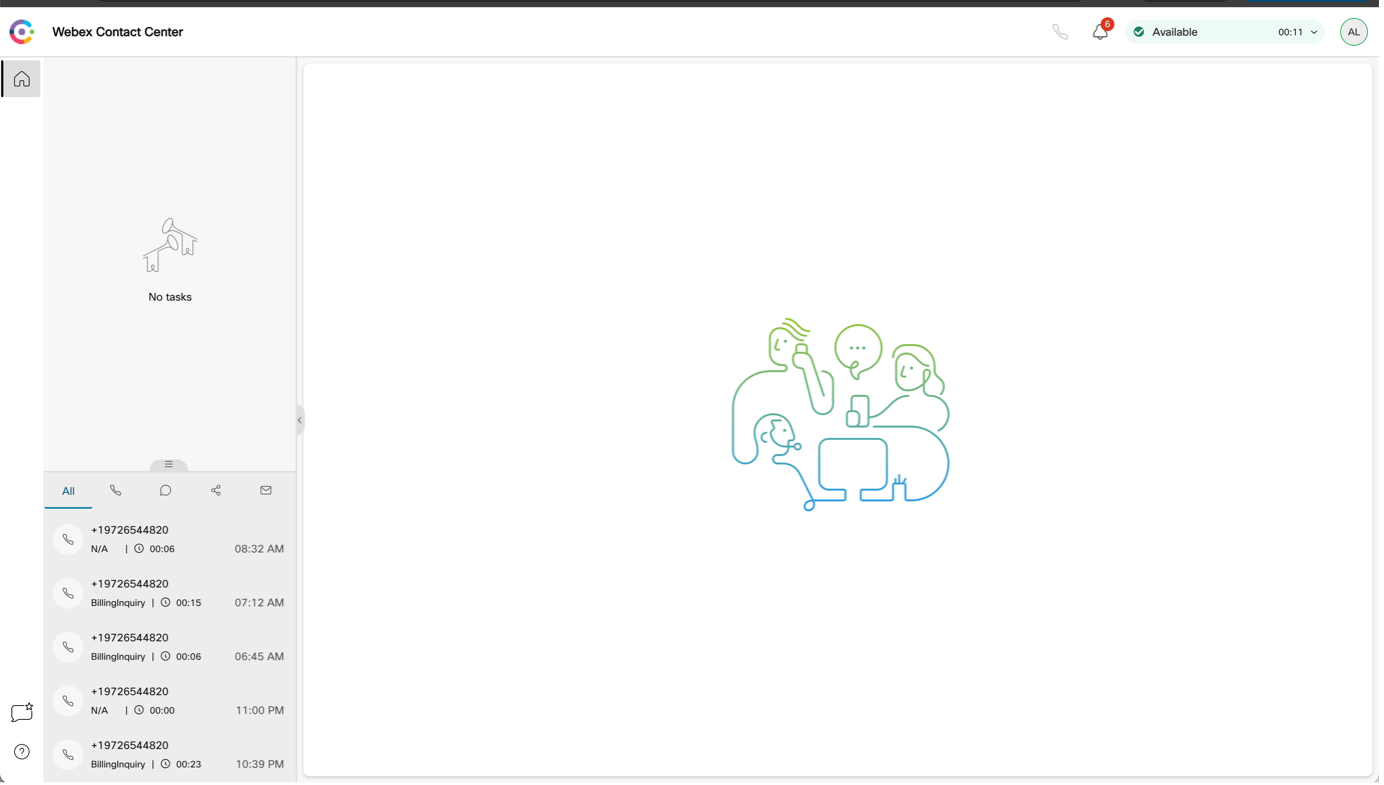 Webex Contact Center
6
Available 00:11
AL
No tasks
All
+19726544820
N/A | 00:06 08:32 AM
+19726544820
BillingInquiry | 00:15 07:12 AM
+19726544820
BillingInquiry | 00:06 06:45 AM
+19726544820
N/A | 00:00 11:00 PM
+19726544820
BillingInquiry | 00:23 10:39 PM